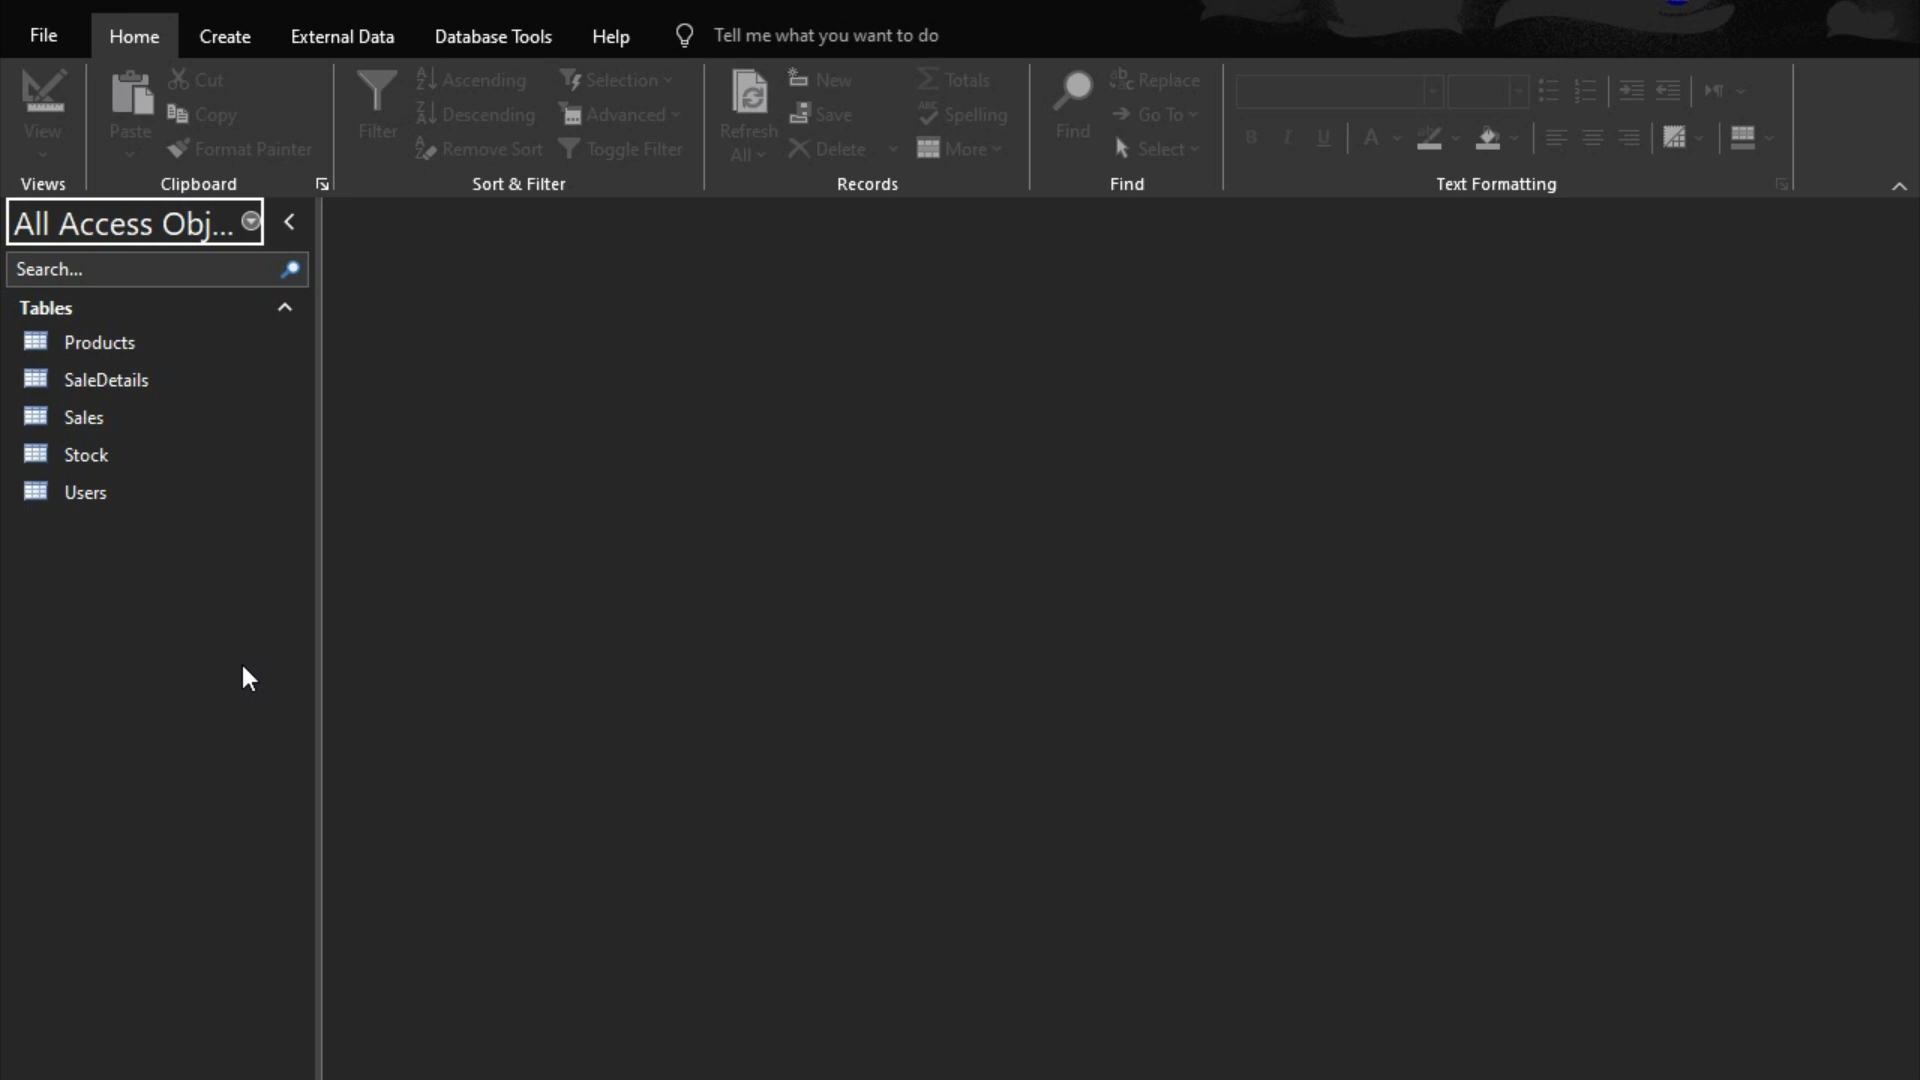 File Home Create External Data Database Tools Help Tell me what you want to do
View
Views
Paste
Cut
Copy
Format Painter
Clipboard
Filter
Ascending
Descending
Remove Sort
Selection
Advanced
Toggle Filter
Sort & Filter
Refresh
All
New
Save
Delete
Totals
Spelling
More
Records
Find
Replace
Go To
Select
Find
B I U A
Text Formatting
All Access Obj...
Search...
Tables
Products
SaleDetails
Sales
Stock
Users